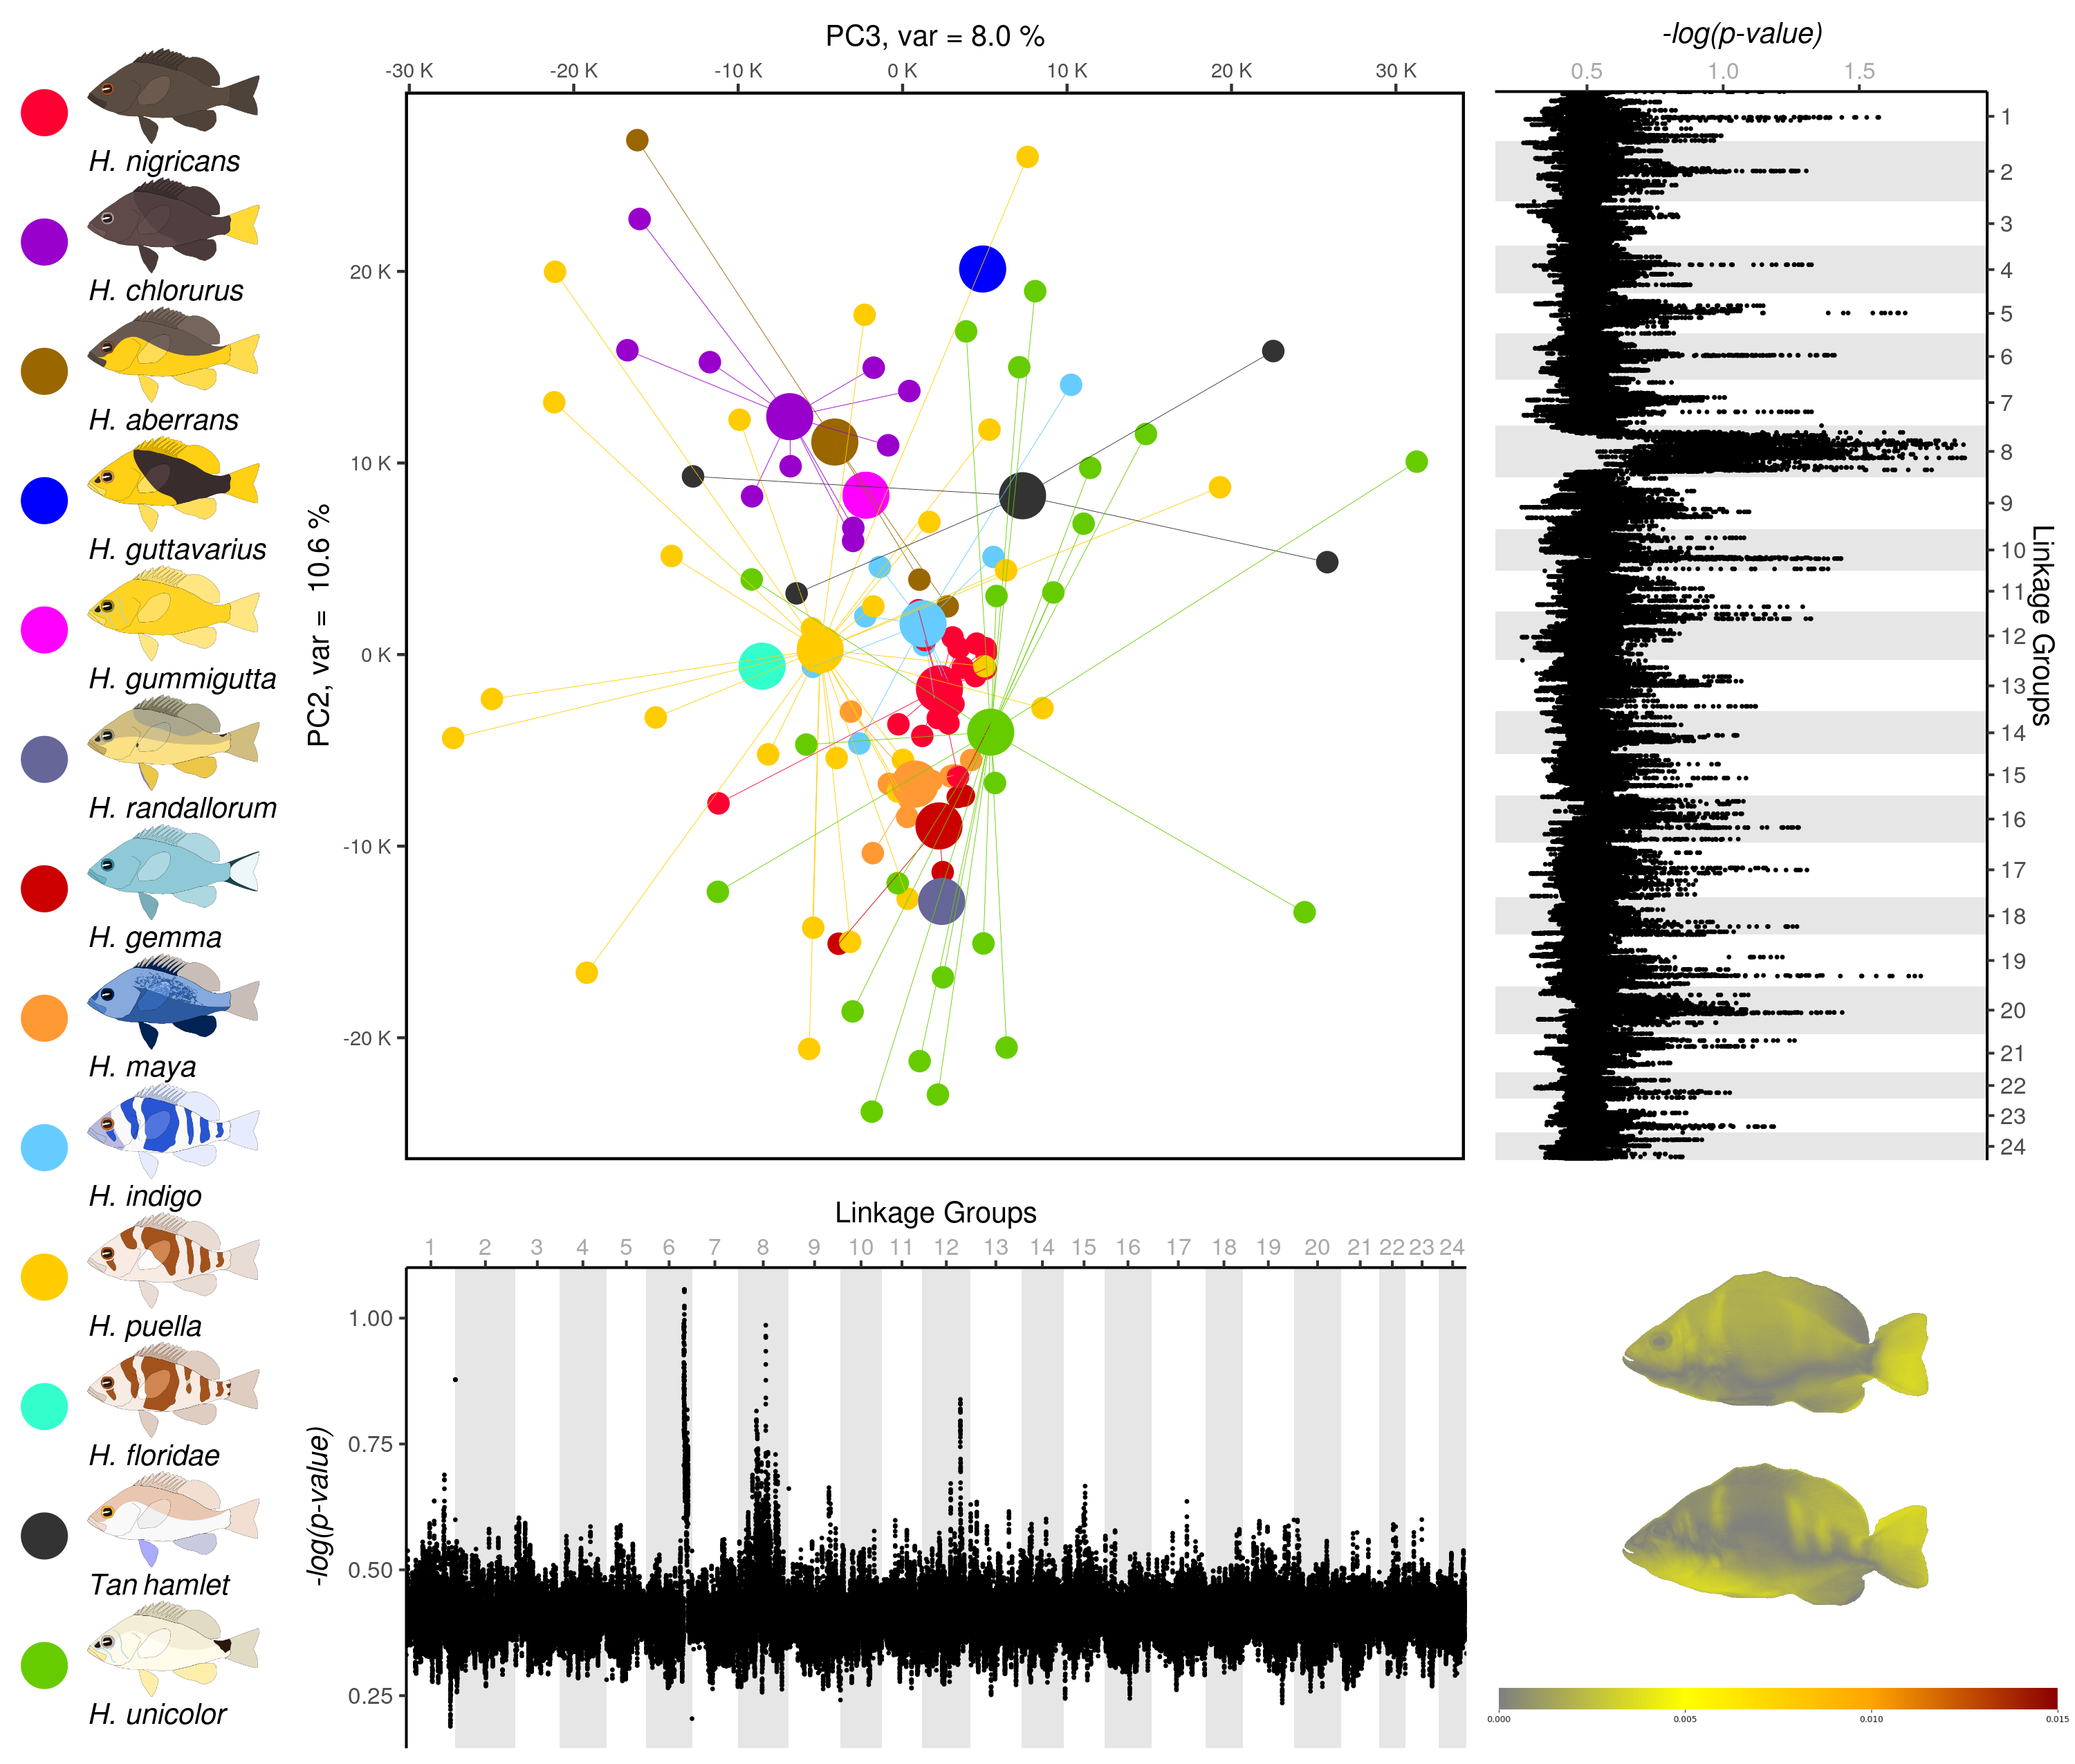 H. nigricans
H. chlorurus
H. aberrans
H. guttavarius
H. gummigutta
H. randallorum
H. gemma
H. maya
H. indigo
H. puella
H. floridae
Tan hamlet
H. unicolor
PC3, var = 8.0 %
-30 K -20 K -10 K 0 K 10 K 20 K 30 K
PC2, var = 10.6 %
20 K
10 K
0 K
-10 K
-20 K
-log(p-value)
0.5 1.0 1.5
1
2
3
4
5
6
7
8
9
10
11
12
13
14
15
16
17
18
19
20
21
22
23
24
Linkage Groups
Linkage Groups
1 2 3 4 5 6 7 8 9 10 11 12 13 14 15 16 17 18 19 20 21 22 23 24
-log(p-value)
1.00
0.75
0.50
0.25
0.000 0.005 0.010 0.015